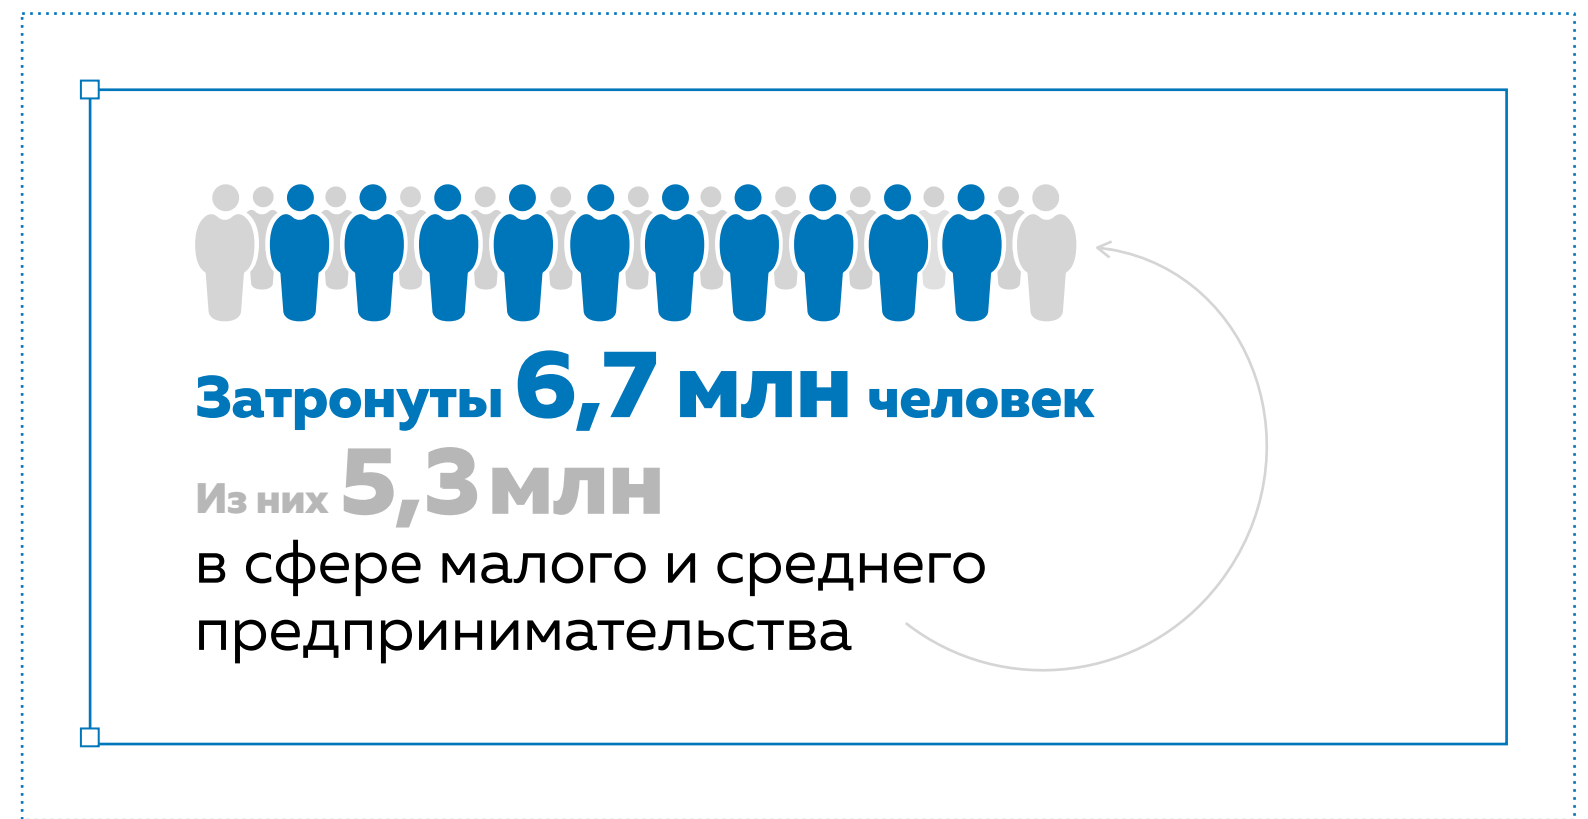 Затронуты 6,7 млн человек
Из них 5,3 млн
в сфере малого и среднего
предпринимательства